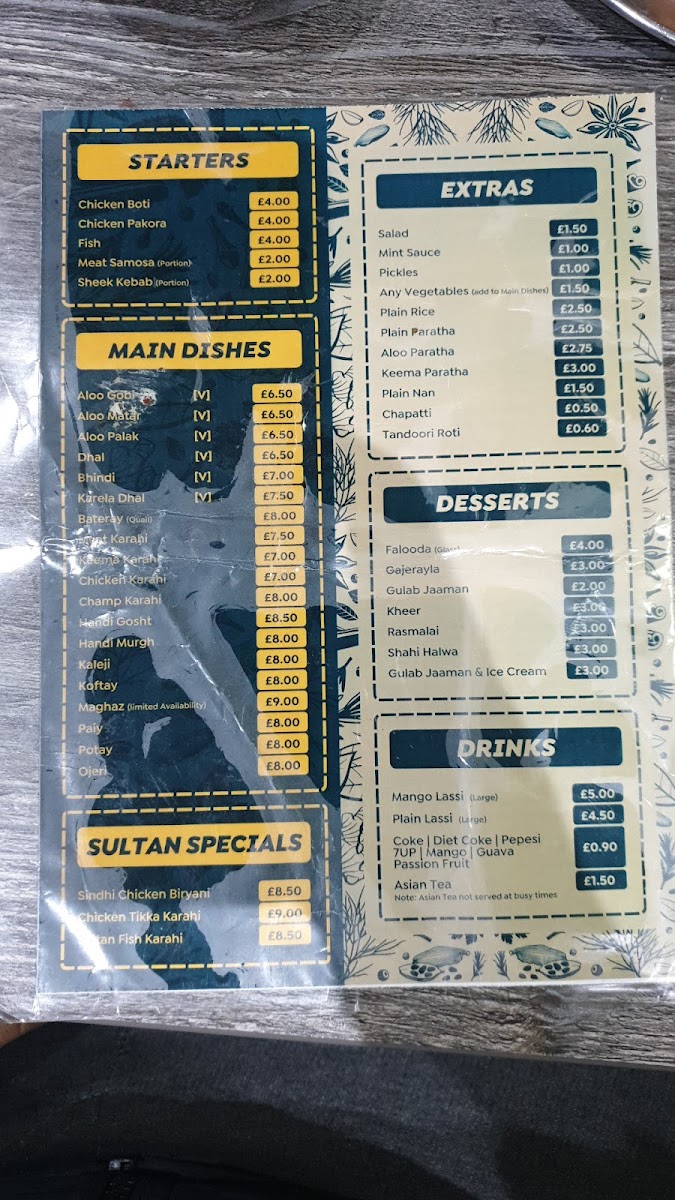 STARTERS
Chicken Boti £4.00
Chicken Pakora £4.00
Fish £4.00
Meat Samosa (Portion) £2.00
Sheek Kebab (Portion) £2.00
MAIN DISHES
Aloo Gobi [V] £6.50
Aloo Matar [V] £6.50
Aloo Palak [V] £6.50
Dhal [V] £6.50
Bhindi [V] £7.00
Karela Dhal [V] £7.50
Bateray (Quail) £8.00
Karahi £7.50
Keema Karahi £7.00
Chicken Karahi £7.00
Champ Karahi £8.00
Handi Gosht £8.50
Handi Murgh £8.00
Kaleji £8.00
Koftay £8.00
Maghaz (limited Availability) £9.00
Paiy £8.00
Potay £8.00
Ojeri £8.00
SULTAN SPECIALS
Sindhi Chicken Biryani £8.50
Chicken Tikka Karahi £9.00
Fish Karahi £8.50
EXTRAS
Salad £1.50
Mint Sauce £1.00
Pickles £1.00
Any Vegetables (add to Main Dishes) £1.50
Plain Rice £2.50
Plain Paratha £2.50
Aloo Paratha £2.75
Keema Paratha £3.00
Plain Nan £1.50
Chapatti £0.50
Tandoori Roti £0.60
DESSERTS
Falooda (Glass) £4.00
Gajerayla £3.00
Gulab Jaaman £2.00
Kheer £3.00
Rasmalai £3.00
Shahi Halwa £3.00
Gulab Jaaman & Ice Cream £3.00
DRINKS
Mango Lassi (Large) £5.00
Plain Lassi (Large) £4.50
Coke | Diet Coke | Pepesi
7UP | Mango | Guava £0.90
Passion Fruit
Asian Tea £1.50
Note: Asian Tea not served at busy times